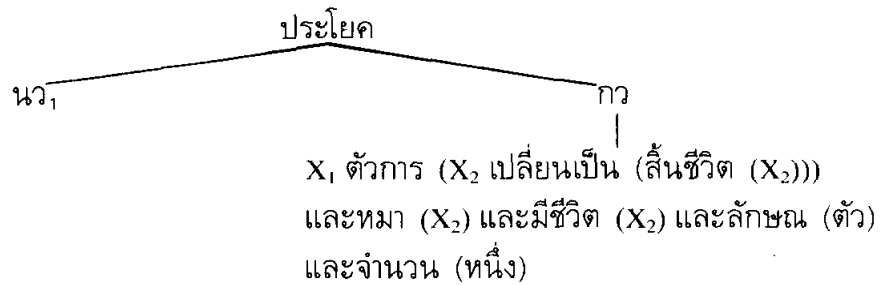 ประโยค
นว₁ กว
X₁ ตัวการ (X₂ เปลี่ยนเป็น (สิ้นชีวิต (X₂)))
และหมา (X₂) และมีชีวิต (X₂) และลักษณ (ตัว)
และจำนวน (หนึ่ง)